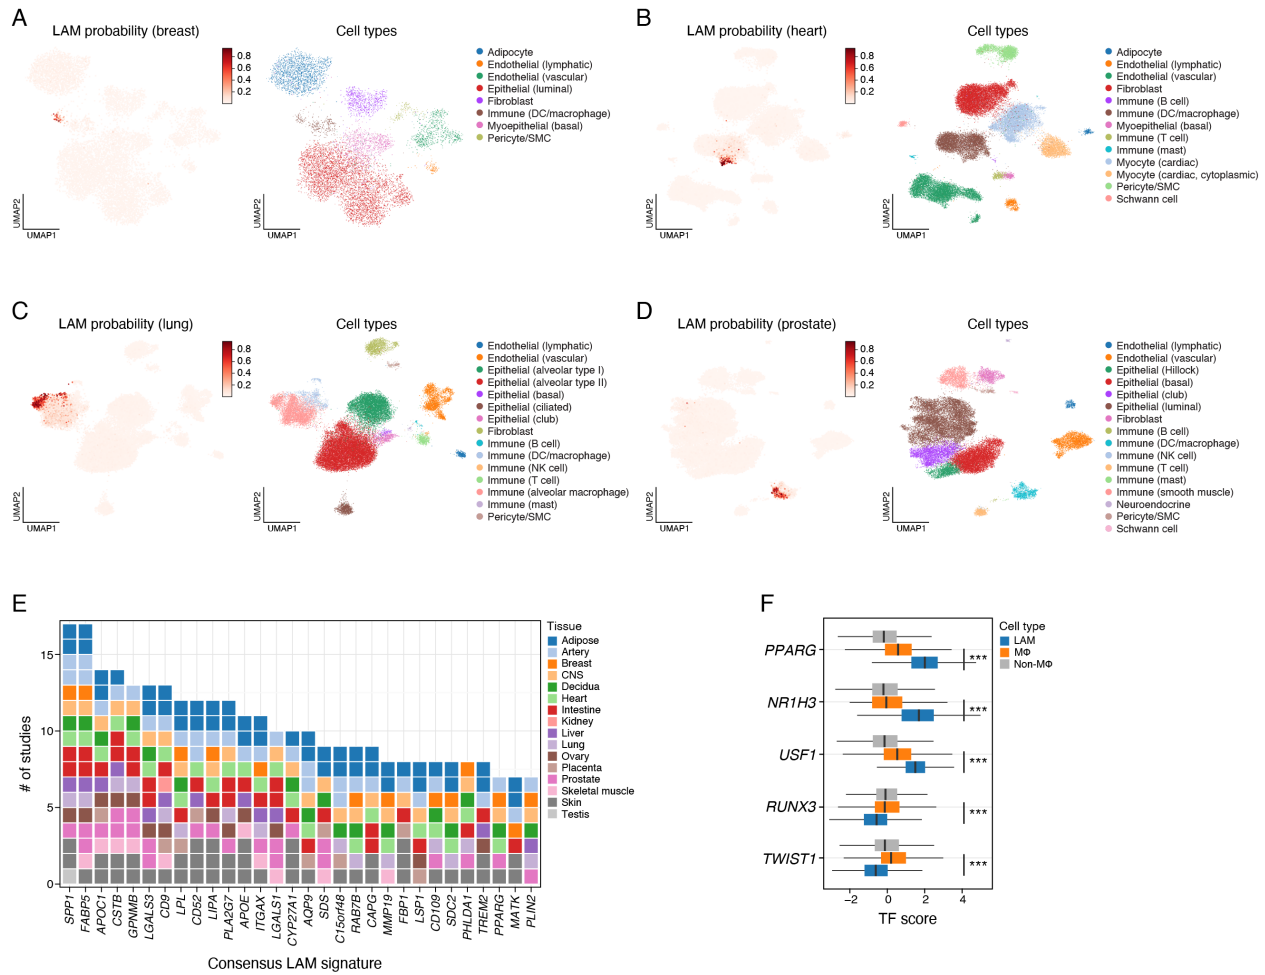 A
LAM probability (breast)
0.8
0.6
0.4
0.2
UMAP2
UMAP1
Cell types
Adipocyte
Endothelial (lymphatic)
Endothelial (vascular)
Epithelial (luminal)
Fibroblast
Immune (DC/macrophage)
Myoepithelial (basal)
Pericyte/SMC
UMAP2
UMAP1
B
LAM probability (heart)
0.8
0.6
0.4
0.2
UMAP2
UMAP1
Cell types
Adipocyte
Endothelial (lymphatic)
Endothelial (vascular)
Fibroblast
Immune (B cell)
Immune (DC/macrophage)
Myoepithelial (basal)
Immune (T cell)
Immune (mast)
Myocyte (cardiac)
Myocyte (cardiac, cytoplasmic)
Pericyte/SMC
Schwann cell
UMAP2
UMAP1
C
LAM probability (lung)
0.8
0.6
0.4
0.2
UMAP2
UMAP1
Cell types
Endothelial (lymphatic)
Endothelial (vascular)
Epithelial (alveolar type I)
Epithelial (alveolar type II)
Epithelial (basal)
Epithelial (ciliated)
Epithelial (club)
Fibroblast
Immune (B cell)
Immune (DC/macrophage)
Immune (NK cell)
Immune (T cell)
Immune (alveolar macrophage)
Immune (mast)
Pericyte/SMC
UMAP2
UMAP1
D
LAM probability (prostate)
0.8
0.6
0.4
0.2
UMAP2
UMAP1
Cell types
Endothelial (lymphatic)
Endothelial (vascular)
Epithelial (Hillock)
Epithelial (basal)
Epithelial (club)
Epithelial (luminal)
Fibroblast
Immune (B cell)
Immune (DC/macrophage)
Immune (NK cell)
Immune (T cell)
Immune (mast)
Immune (smooth muscle)
Neuroendocrine
Pericyte/SMC
Schwann cell
UMAP2
UMAP1
E
# of studies
15
10
5
0
SPP1
FABP5
APOC1
CSTB
GPNMB
LGALS3
CD9
LPL
CD52
LIPA
PLA2G7
APOE
ITGAX
LGALS1
CYP27A1
AQP9
SDS
C15orf48
RAB7B
CAPG
MMP19
FBP1
LSP1
CD109
SDC2
PHLDA1
TREM2
PPARG
MATK
PLIN2
Consensus LAM signature
Tissue
Adipose
Artery
Breast
CNS
Decidua
Heart
Intestine
Kidney
Liver
Lung
Ovary
Placenta
Prostate
Skeletal muscle
Skin
Testis
F
PPARG
NR1H3
USF1
RUNX3
TWIST1
***
***
***
***
***
−2
0
2
4
TF score
Cell type
LAM
MΦ
Non-MΦ